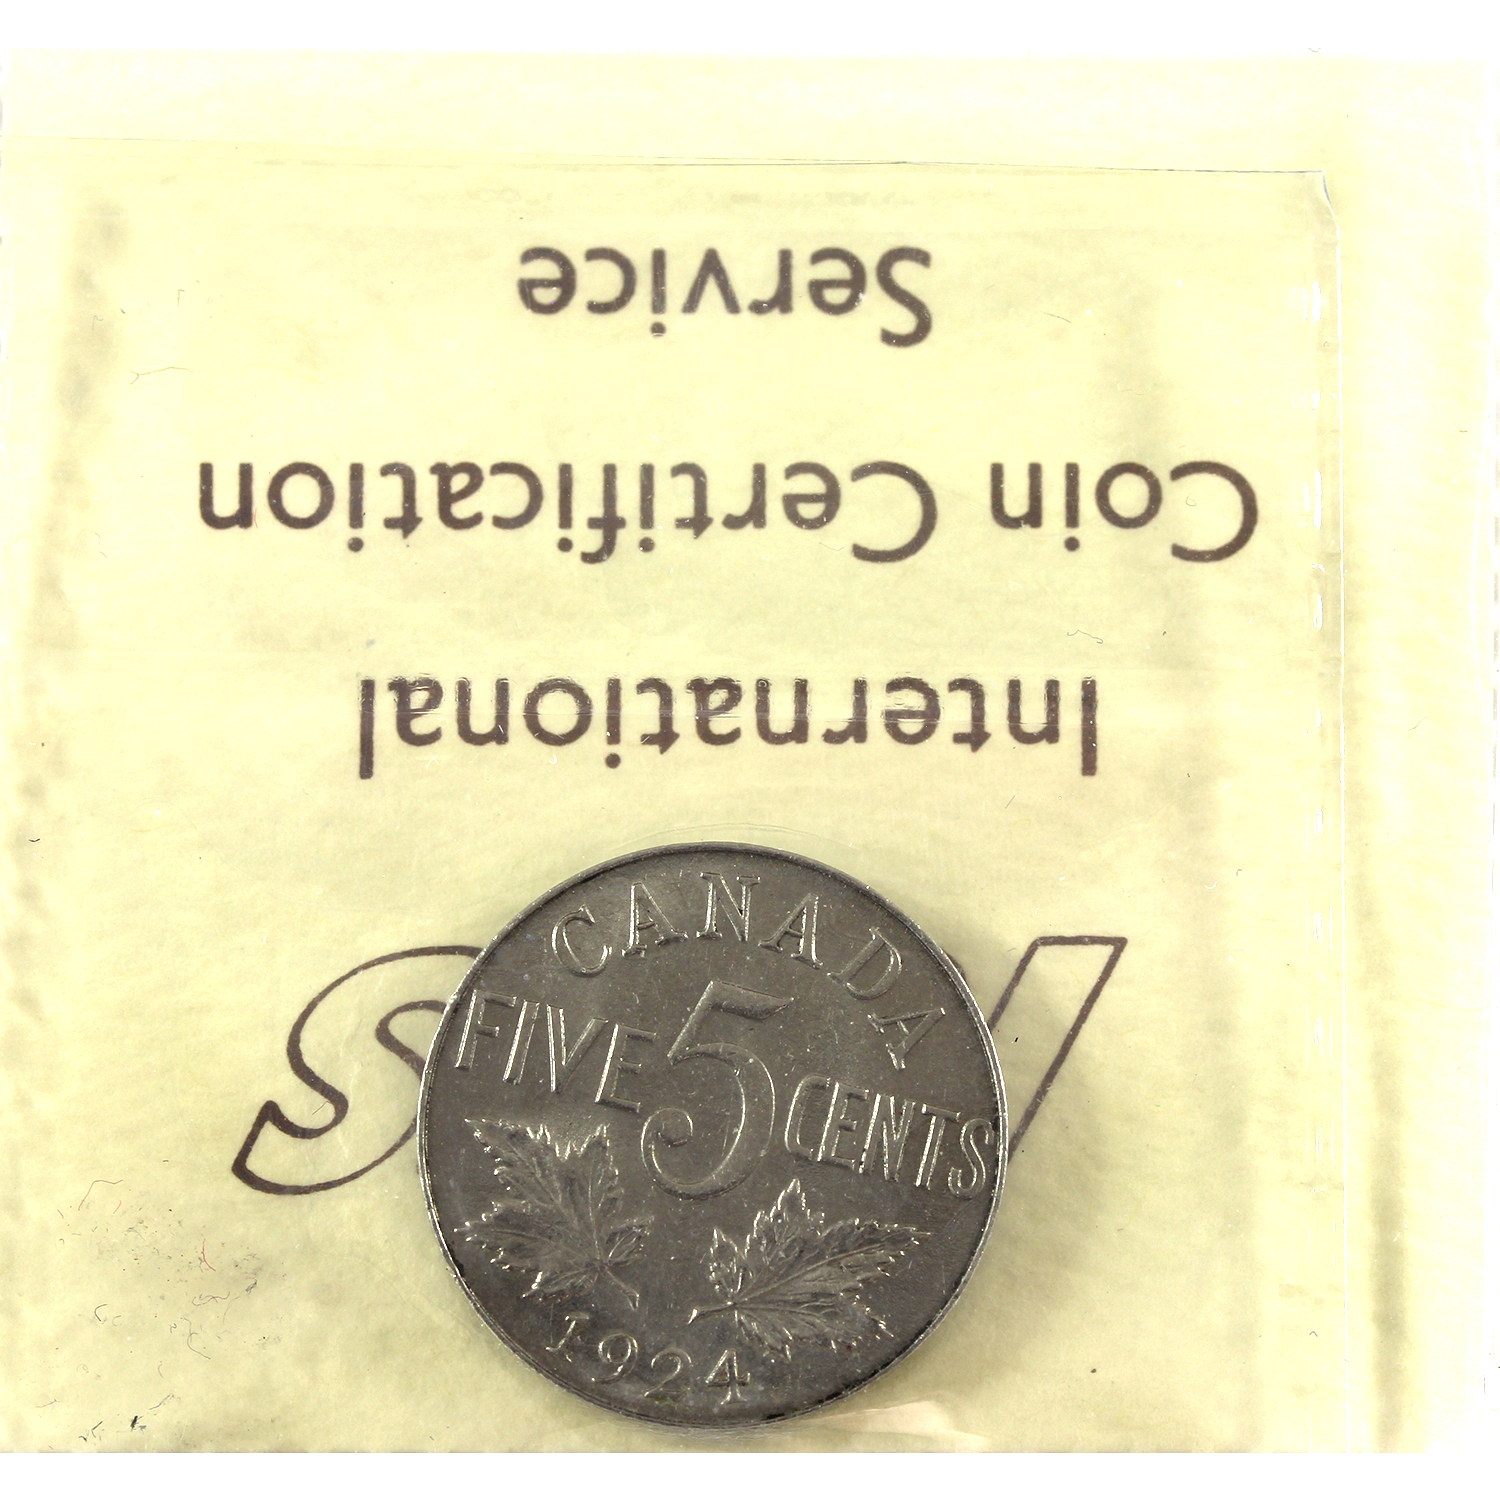 International
Coin Certification
Service
CANADA
FIVE 5 CENTS
1924